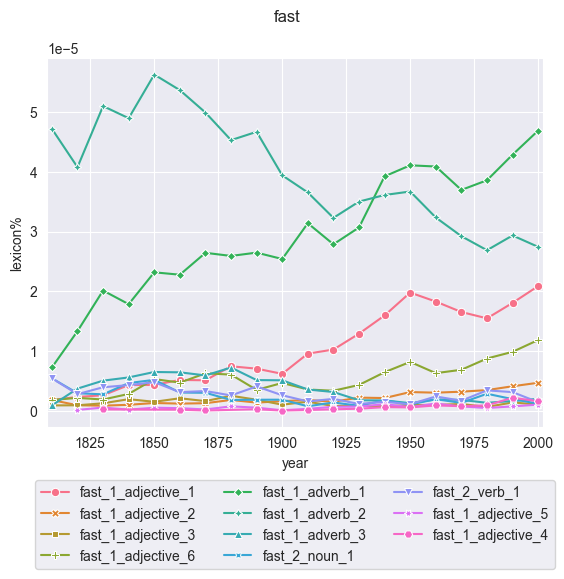 fast
1e−5
5
4
3
2
1
0
lexicon%
1825 1850 1875 1900 1925 1950 1975 2000
year
fast_1_adjective_1 fast_1_adverb_1 fast_2_verb_1
fast_1_adjective_2 fast_1_adverb_2 fast_1_adjective_5
fast_1_adjective_3 fast_1_adverb_3 fast_1_adjective_4
fast_1_adjective_6 fast_2_noun_1